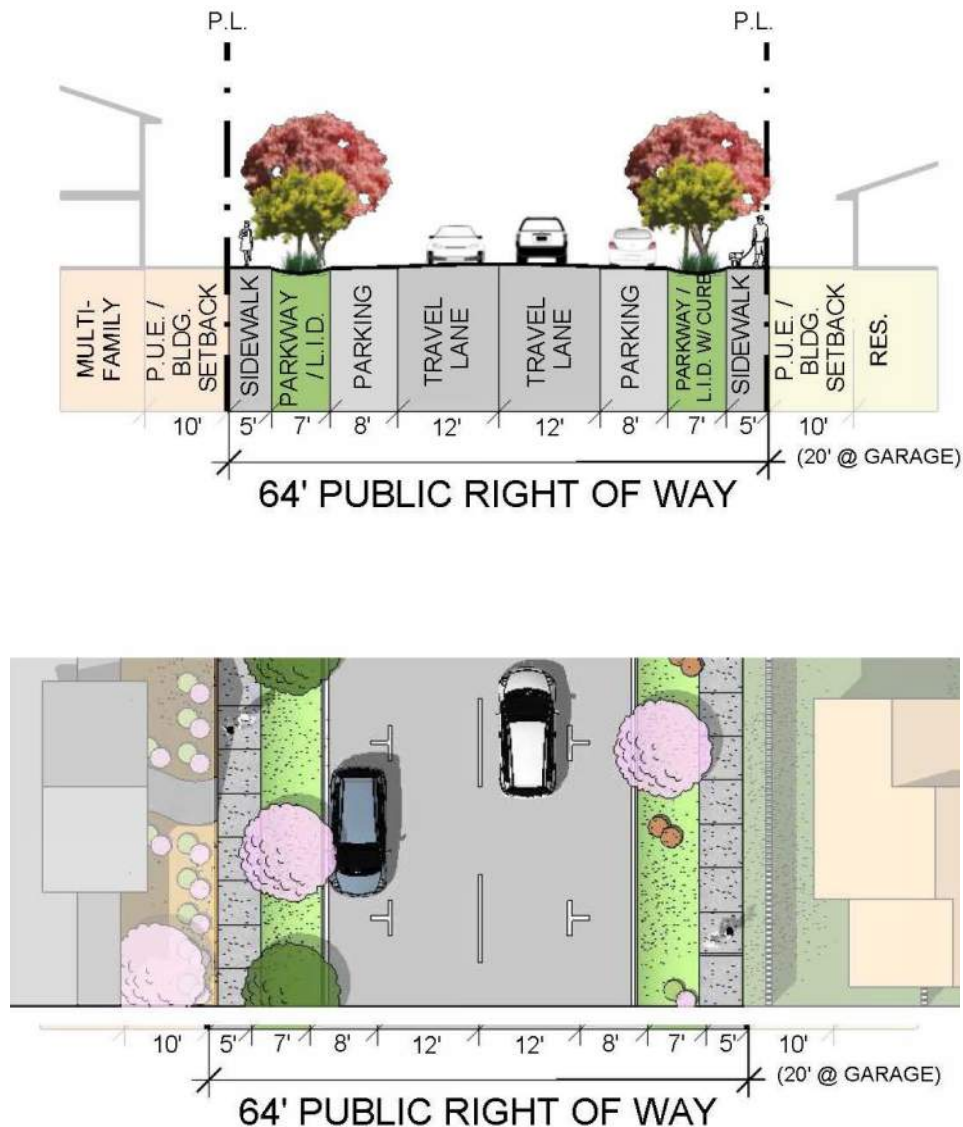 P.L. P.L.
MULTI-
FAMILY
P.U.E. /
BLDG.
SETBACK
SIDEWALK
PARKWAY
/ L.I.D.
PARKING
TRAVEL
LANE
TRAVEL
LANE
PARKING
PARKWAY /
L.I.D. W/ CURB
SIDEWALK
P.U.E. /
BLDG.
SETBACK
RES.
10' 5' 7' 8' 12' 12' 8' 7' 5' 10'
(20' @ GARAGE)
64' PUBLIC RIGHT OF WAY
10' 5' 7' 8' 12' 12' 8' 7' 5' 10'
(20' @ GARAGE)
64' PUBLIC RIGHT OF WAY